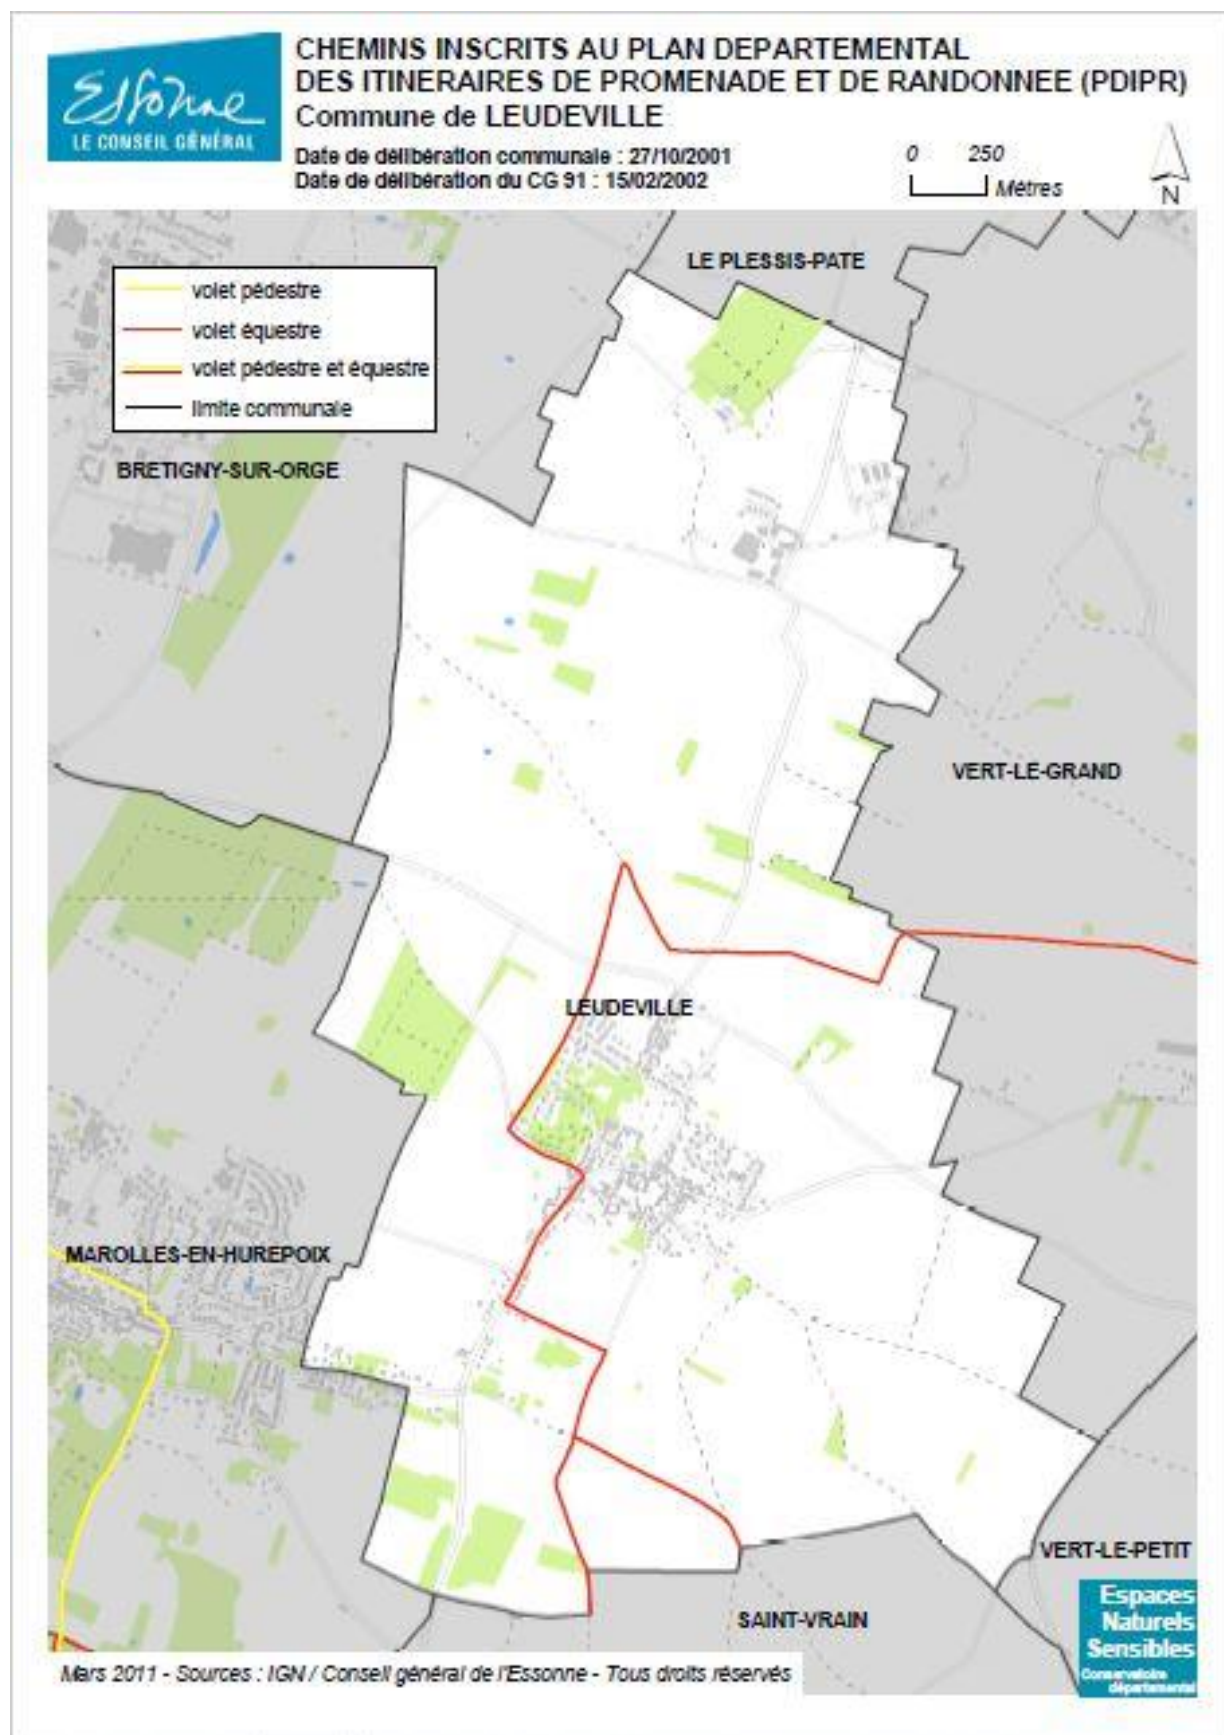 Essonne
LE CONSEIL GÉNÉRAL
CHEMINS INSCRITS AU PLAN DEPARTEMENTAL
DES ITINERAIRES DE PROMENADE ET DE RANDONNEE (PDIPR)
Commune de LEUDEVILLE
Date de délibération communale : 27/10/2001
Date de délibération du CG 91 : 15/02/2002
0 250
Mètres
N
LE PLESSIS-PATE
volet pédestre
volet équestre
volet pédestre et équestre
limite communale
BRETIGNY-SUR-ORGE
VERT-LE-GRAND
LEUDEVILLE
MAROLLES-EN-HUREPOIX
VERT-LE-PETIT
SAINT-VRAIN
Espaces
Naturels
Sensibles
Conservatoire
départemental
Mars 2011 - Sources : IGN / Conseil général de l'Essonne - Tous droits réservés